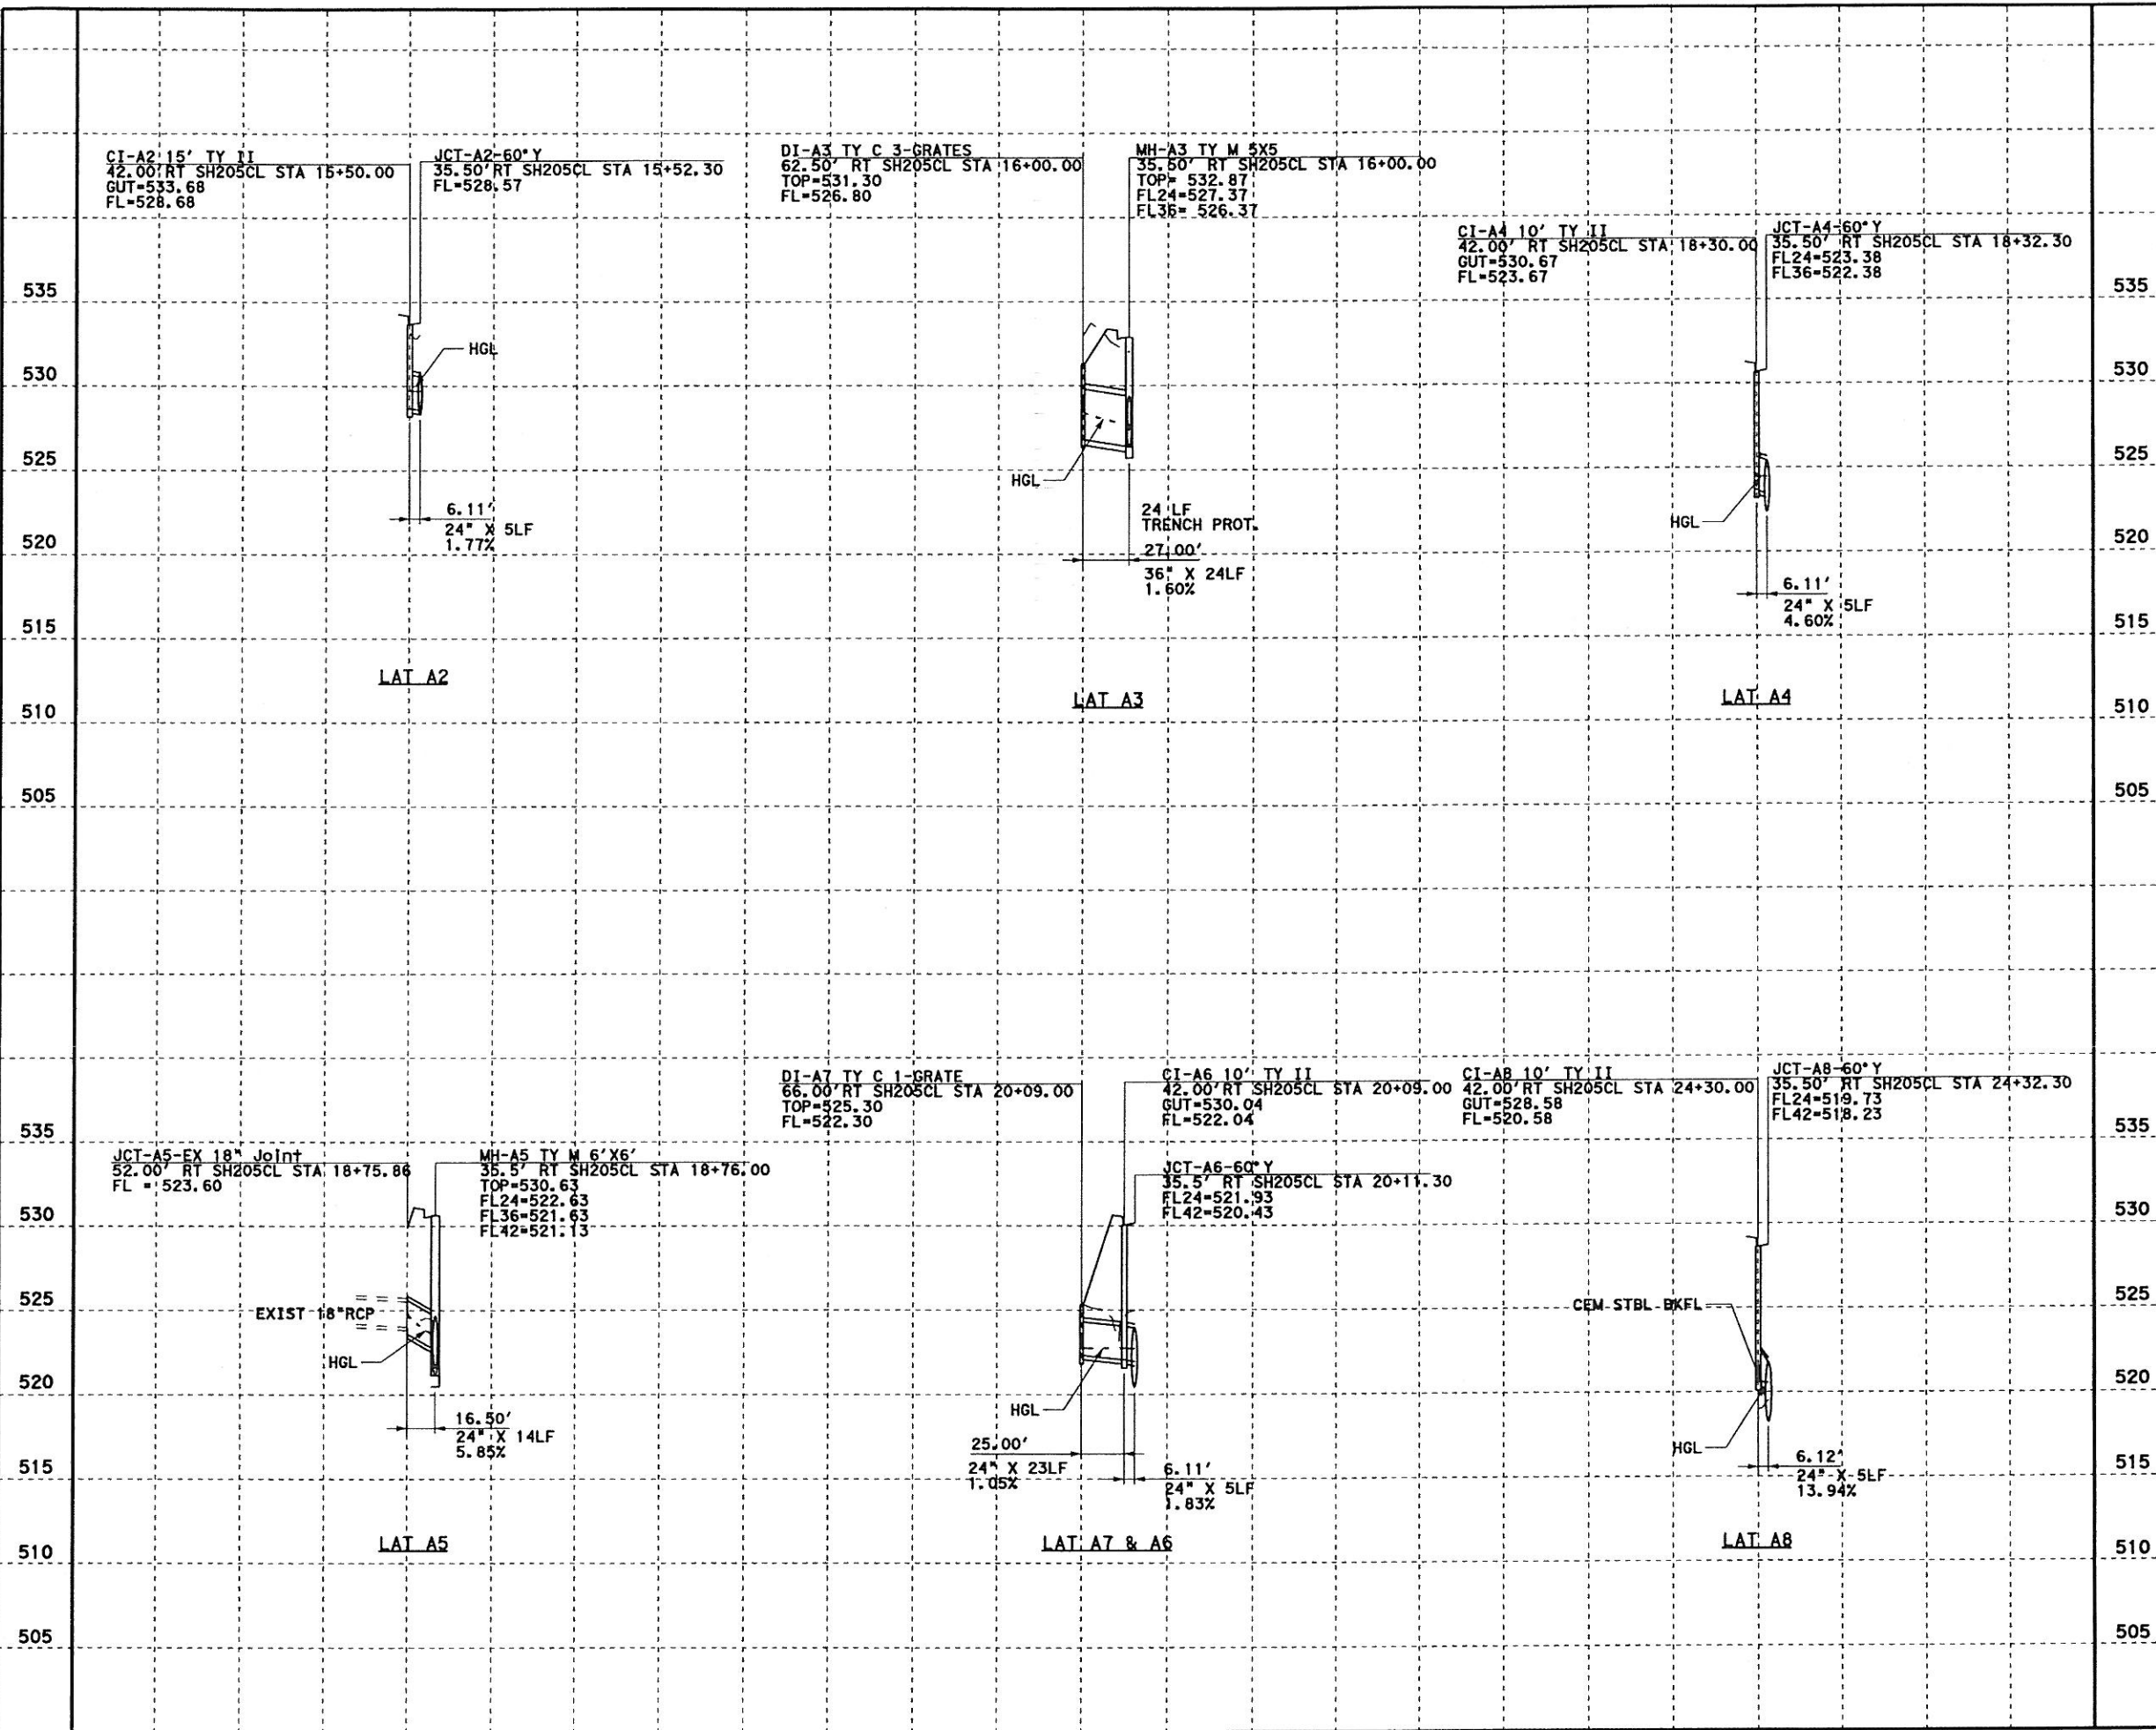 CI-A2 15' TY II
42.00' RT SH205CL STA 15+50.00
GUT=533.68
FL=528.68
JCT-A2-60° Y
35.50' RT SH205CL STA 15+52.30
FL=528.57
DI-A3 TY C 3-GRATES
62.50' RT SH205CL STA 16+00.00
TOP=531.30
FL=526.80
MH-A3 TY M 5X5
35.50' RT SH205CL STA 16+00.00
TOP= 532.87
FL24=527.37
FL36= 526.37
CI-A4 10' TY II
42.00' RT SH205CL STA 18+30.00
GUT=530.67
FL=523.67
JCT-A4-60° Y
35.50' RT SH205CL STA 18+32.30
FL24=523.38
FL36=522.38
535
530
525
520
515
510
505
535
530
525
520
515
510
505
HGL
6.11'
24" X 5LF
1.77%
LAT A2
HGL
24 LF
TRENCH PROT.
27.00'
36" X 24LF
1.60%
LAT A3
HGL
6.11'
24" X 5LF
4.60%
LAT A4
JCT-A5-EX 18" Joint
52.00' RT SH205CL STA 18+75.86
FL = 523.60
MH-A5 TY M 6'X6'
35.5' RT SH205CL STA 18+76.00
TOP=530.63
FL24=522.63
FL36=521.63
FL42=521.13
DI-A7 TY C 1-GRATE
66.00' RT SH205CL STA 20+09.00
TOP=525.30
FL=522.30
CI-A6 10' TY II
42.00' RT SH205CL STA 20+09.00
GUT=530.04
FL=522.04
JCT-A6-60° Y
35.5' RT SH205CL STA 20+11.30
FL24=521.93
FL42=520.43
CI-A8 10' TY II
42.00' RT SH205CL STA 24+30.00
GUT=528.58
FL=520.58
JCT-A8-60° Y
35.50' RT SH205CL STA 24+32.30
FL24=519.73
FL42=518.23
535
530
525
520
515
510
505
535
530
525
520
515
510
505
EXIST 18" RCP
HGL
16.50'
24" X 14LF
5.85%
LAT A5
HGL
25.00'
24" X 23LF
1.05%
6.11'
24" X 5LF
1.83%
LAT A7 & A6
CEM STBL BKFL
HGL
6.12'
24" X 5LF
13.94%
LAT A8